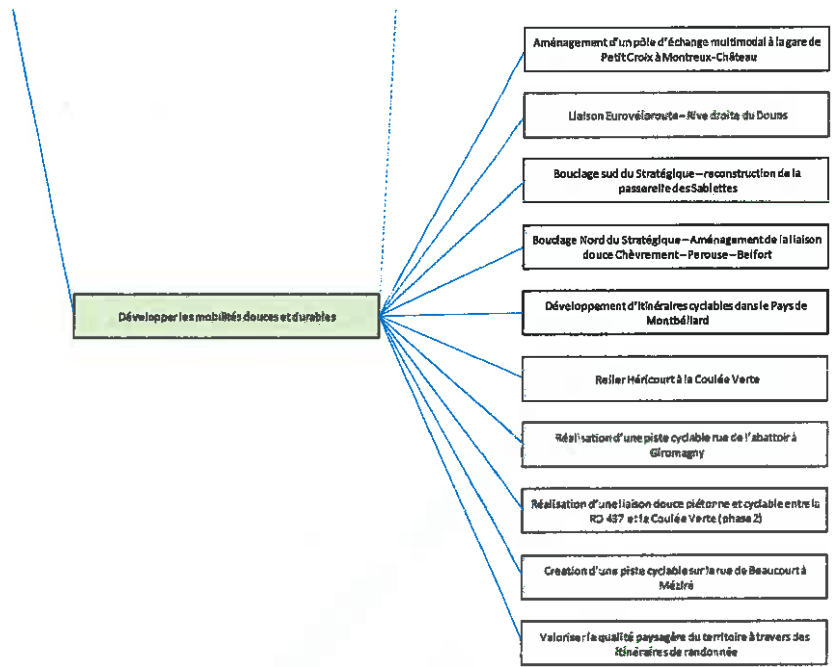 Aménagement d'un pôle d'échange multimodal à la gare de
Petit Croix à Montreux-Château
Liaison Eurovéloroute – Rive droite du Doubs
Bouclage sud du Stratégique – reconstruction de la
passerelle des Sablettes
Bouclage Nord du Stratégique – Aménagement de la liaison
douce Chèvremont – Perouse – Belfort
Développer les mobilités douces et durables
Développement d'itinéraires cyclables dans le Pays de
Montbéliard
Relier Héricourt à la Coulée Verte
Réalisation d'une piste cyclable rue de l'abattoir à
Giromagny
Réalisation d'une liaison douce piétonne et cyclable entre la
RD 437 et la Coulée Verte (phase 2)
Création d'une piste cyclable sur la rue de Beaucourt à
Méziré
Valoriser la qualité paysagère du territoire à travers des
itinéraires de randonnée